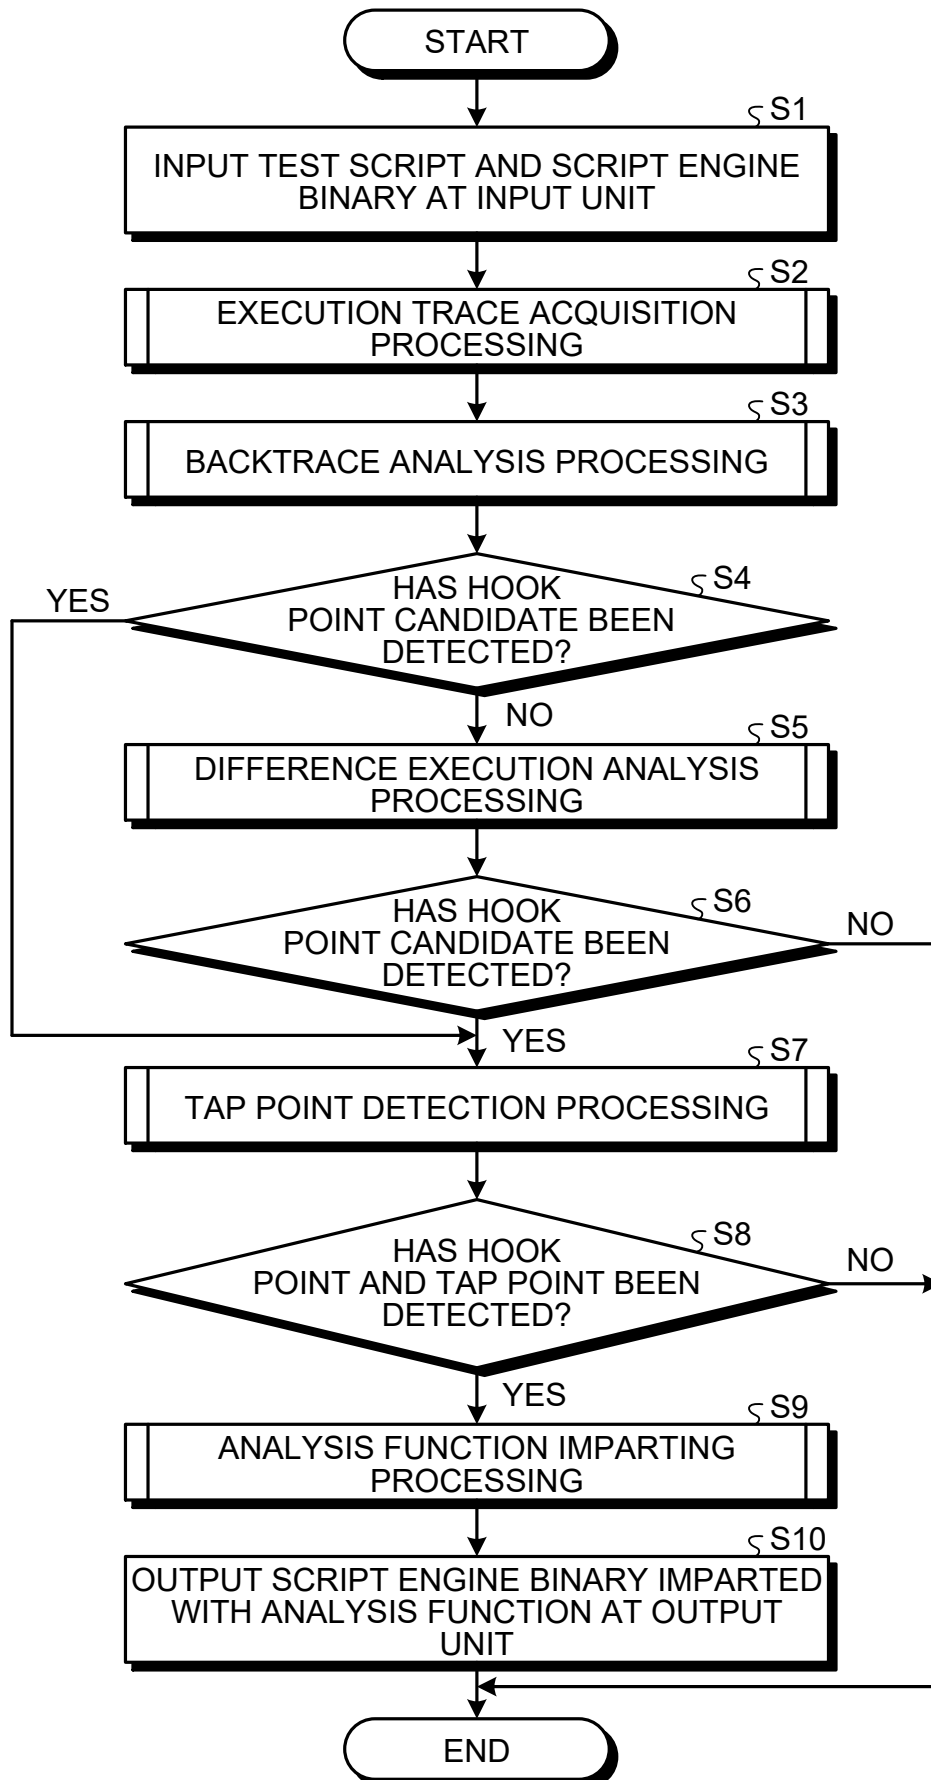 START
S1
INPUT TEST SCRIPT AND SCRIPT ENGINE
BINARY AT INPUT UNIT
S2
EXECUTION TRACE ACQUISITION
PROCESSING
S3
BACKTRACE ANALYSIS PROCESSING
S4
YES
HAS HOOK
POINT CANDIDATE BEEN
DETECTED?
NO
S5
DIFFERENCE EXECUTION ANALYSIS
PROCESSING
S6
HAS HOOK
POINT CANDIDATE BEEN
DETECTED?
NO
YES
S7
TAP POINT DETECTION PROCESSING
S8
HAS HOOK
POINT AND TAP POINT BEEN
DETECTED?
NO
YES
S9
ANALYSIS FUNCTION IMPARTING
PROCESSING
S10
OUTPUT SCRIPT ENGINE BINARY IMPARTED
WITH ANALYSIS FUNCTION AT OUTPUT
UNIT
END